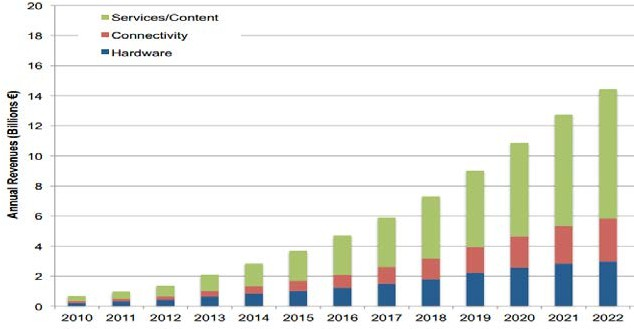 20
18
16
14
12
10
8
6
4
2
0
Annual Revenues (Billions €)
Services/Content
Connectivity
Hardware
2010 2011 2012 2013 2014 2015 2016 2017 2018 2019 2020 2021 2022